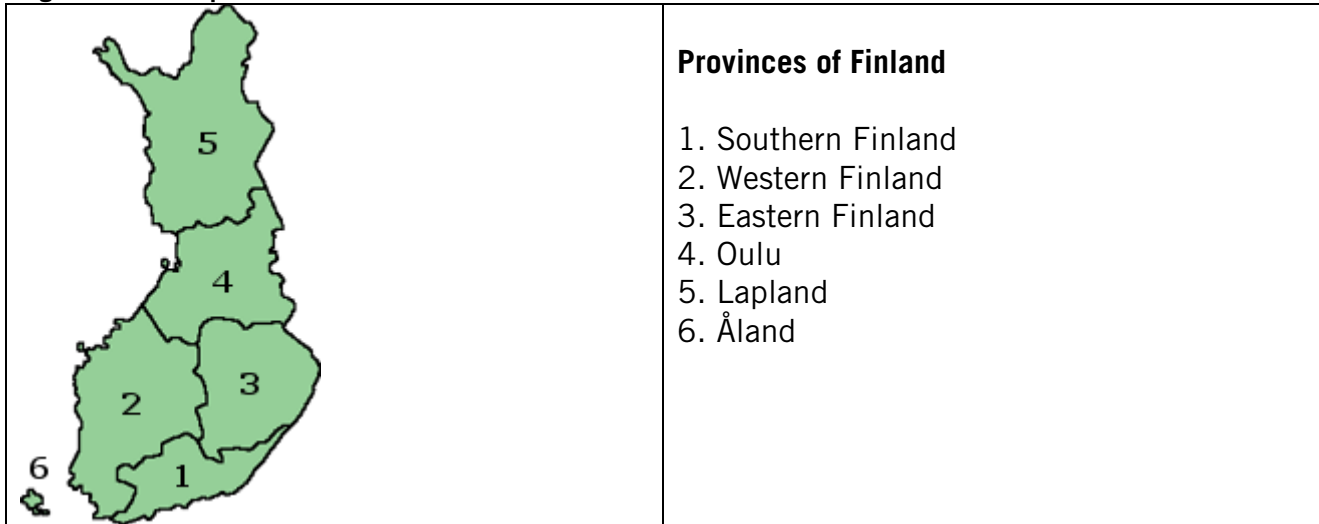 5
4
3
2
6
1
Provinces of Finland
1. Southern Finland
2. Western Finland
3. Eastern Finland
4. Oulu
5. Lapland
6. Åland